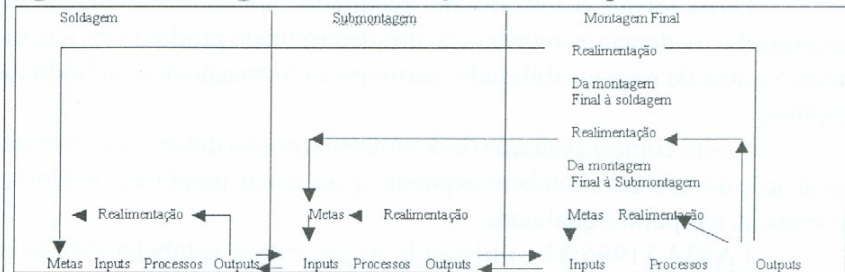 Soldagem
Submontagem
Montagem Final
Realimentação
Da montagem
Final à soldagem
Realimentação
Da montagem
Final à Submontagem
Realimentação
Metas
Realimentação
Metas
Realimentação
Metas
Inputs
Processos
Outputs
Inputs
Processos
Outputs
Inputs
Processos
Outputs